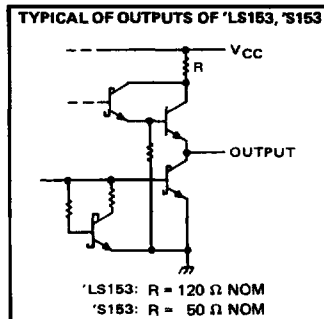 TYPICAL OF OUTPUTS OF 'LS153, 'S153
VCC
R
OUTPUT
'LS153: R = 120 Ω NOM
'S153: R = 50 Ω NOM